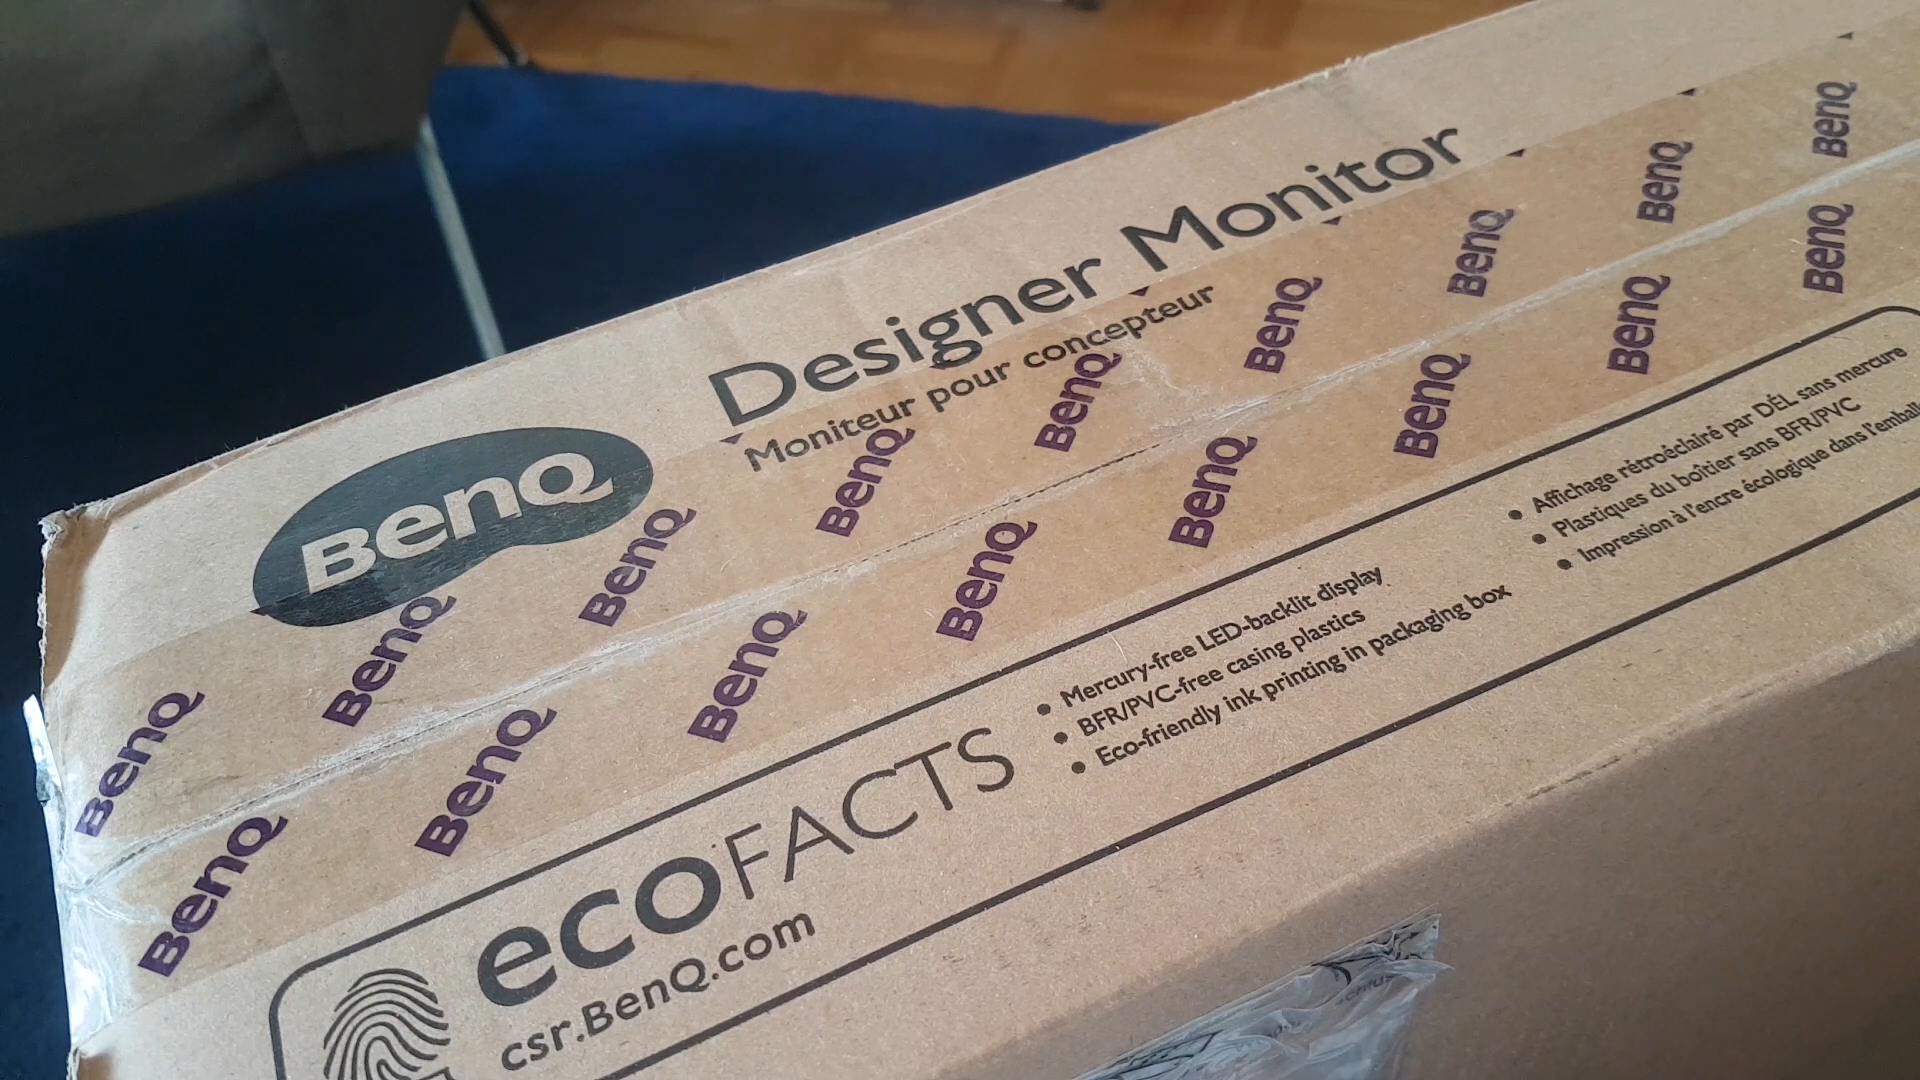 BenQ
Designer Monitor
Moniteur pour concepteur
BenQ BenQ BenQ BenQ BenQ BenQ BenQ BenQ BenQ
BenQ BenQ BenQ BenQ BenQ BenQ BenQ BenQ
ecoFACTS
csr.BenQ.com
• Mercury-free LED-backlit display
• BFR/PVC-free casing plastics
• Eco-friendly ink printing in packaging box
• Affichage rétroéclairé par DÉL sans mercure
• Plastiques du boîtier sans BFR/PVC
• Impression à l'encre écologique dans